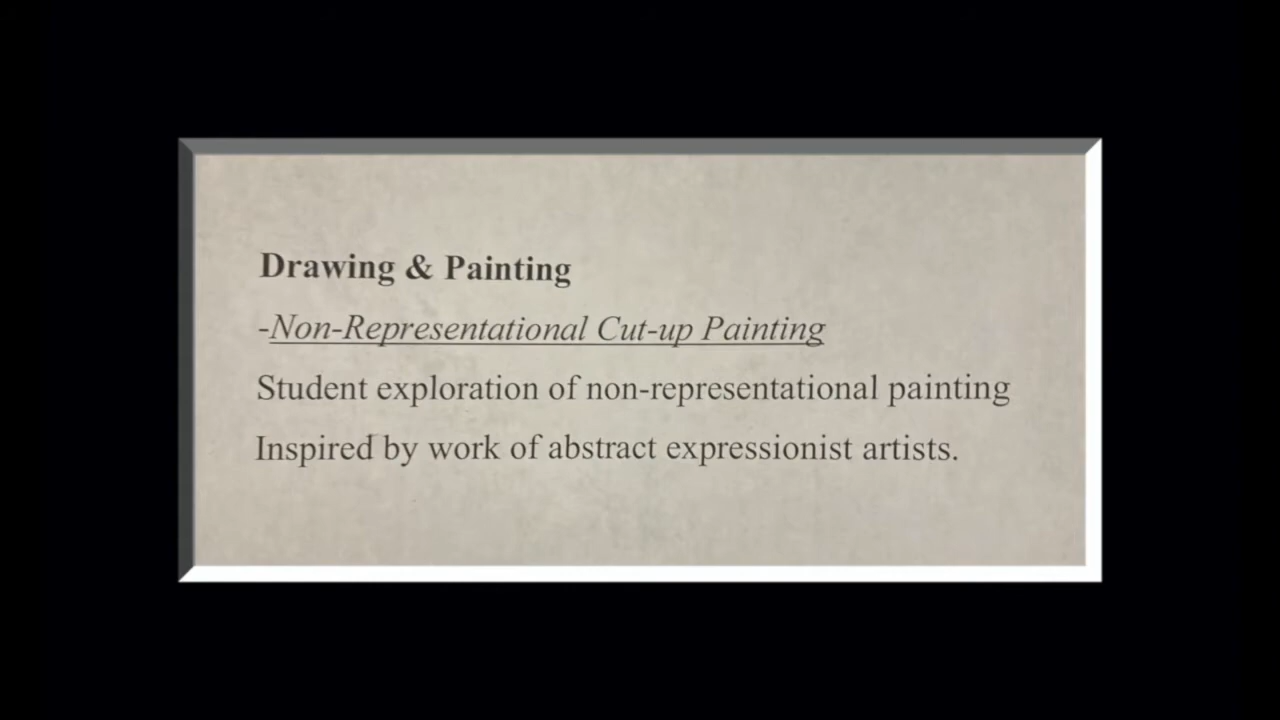 Drawing & Painting
-Non-Representational Cut-up Painting
Student exploration of non-representational painting
Inspired by work of abstract expressionist artists.